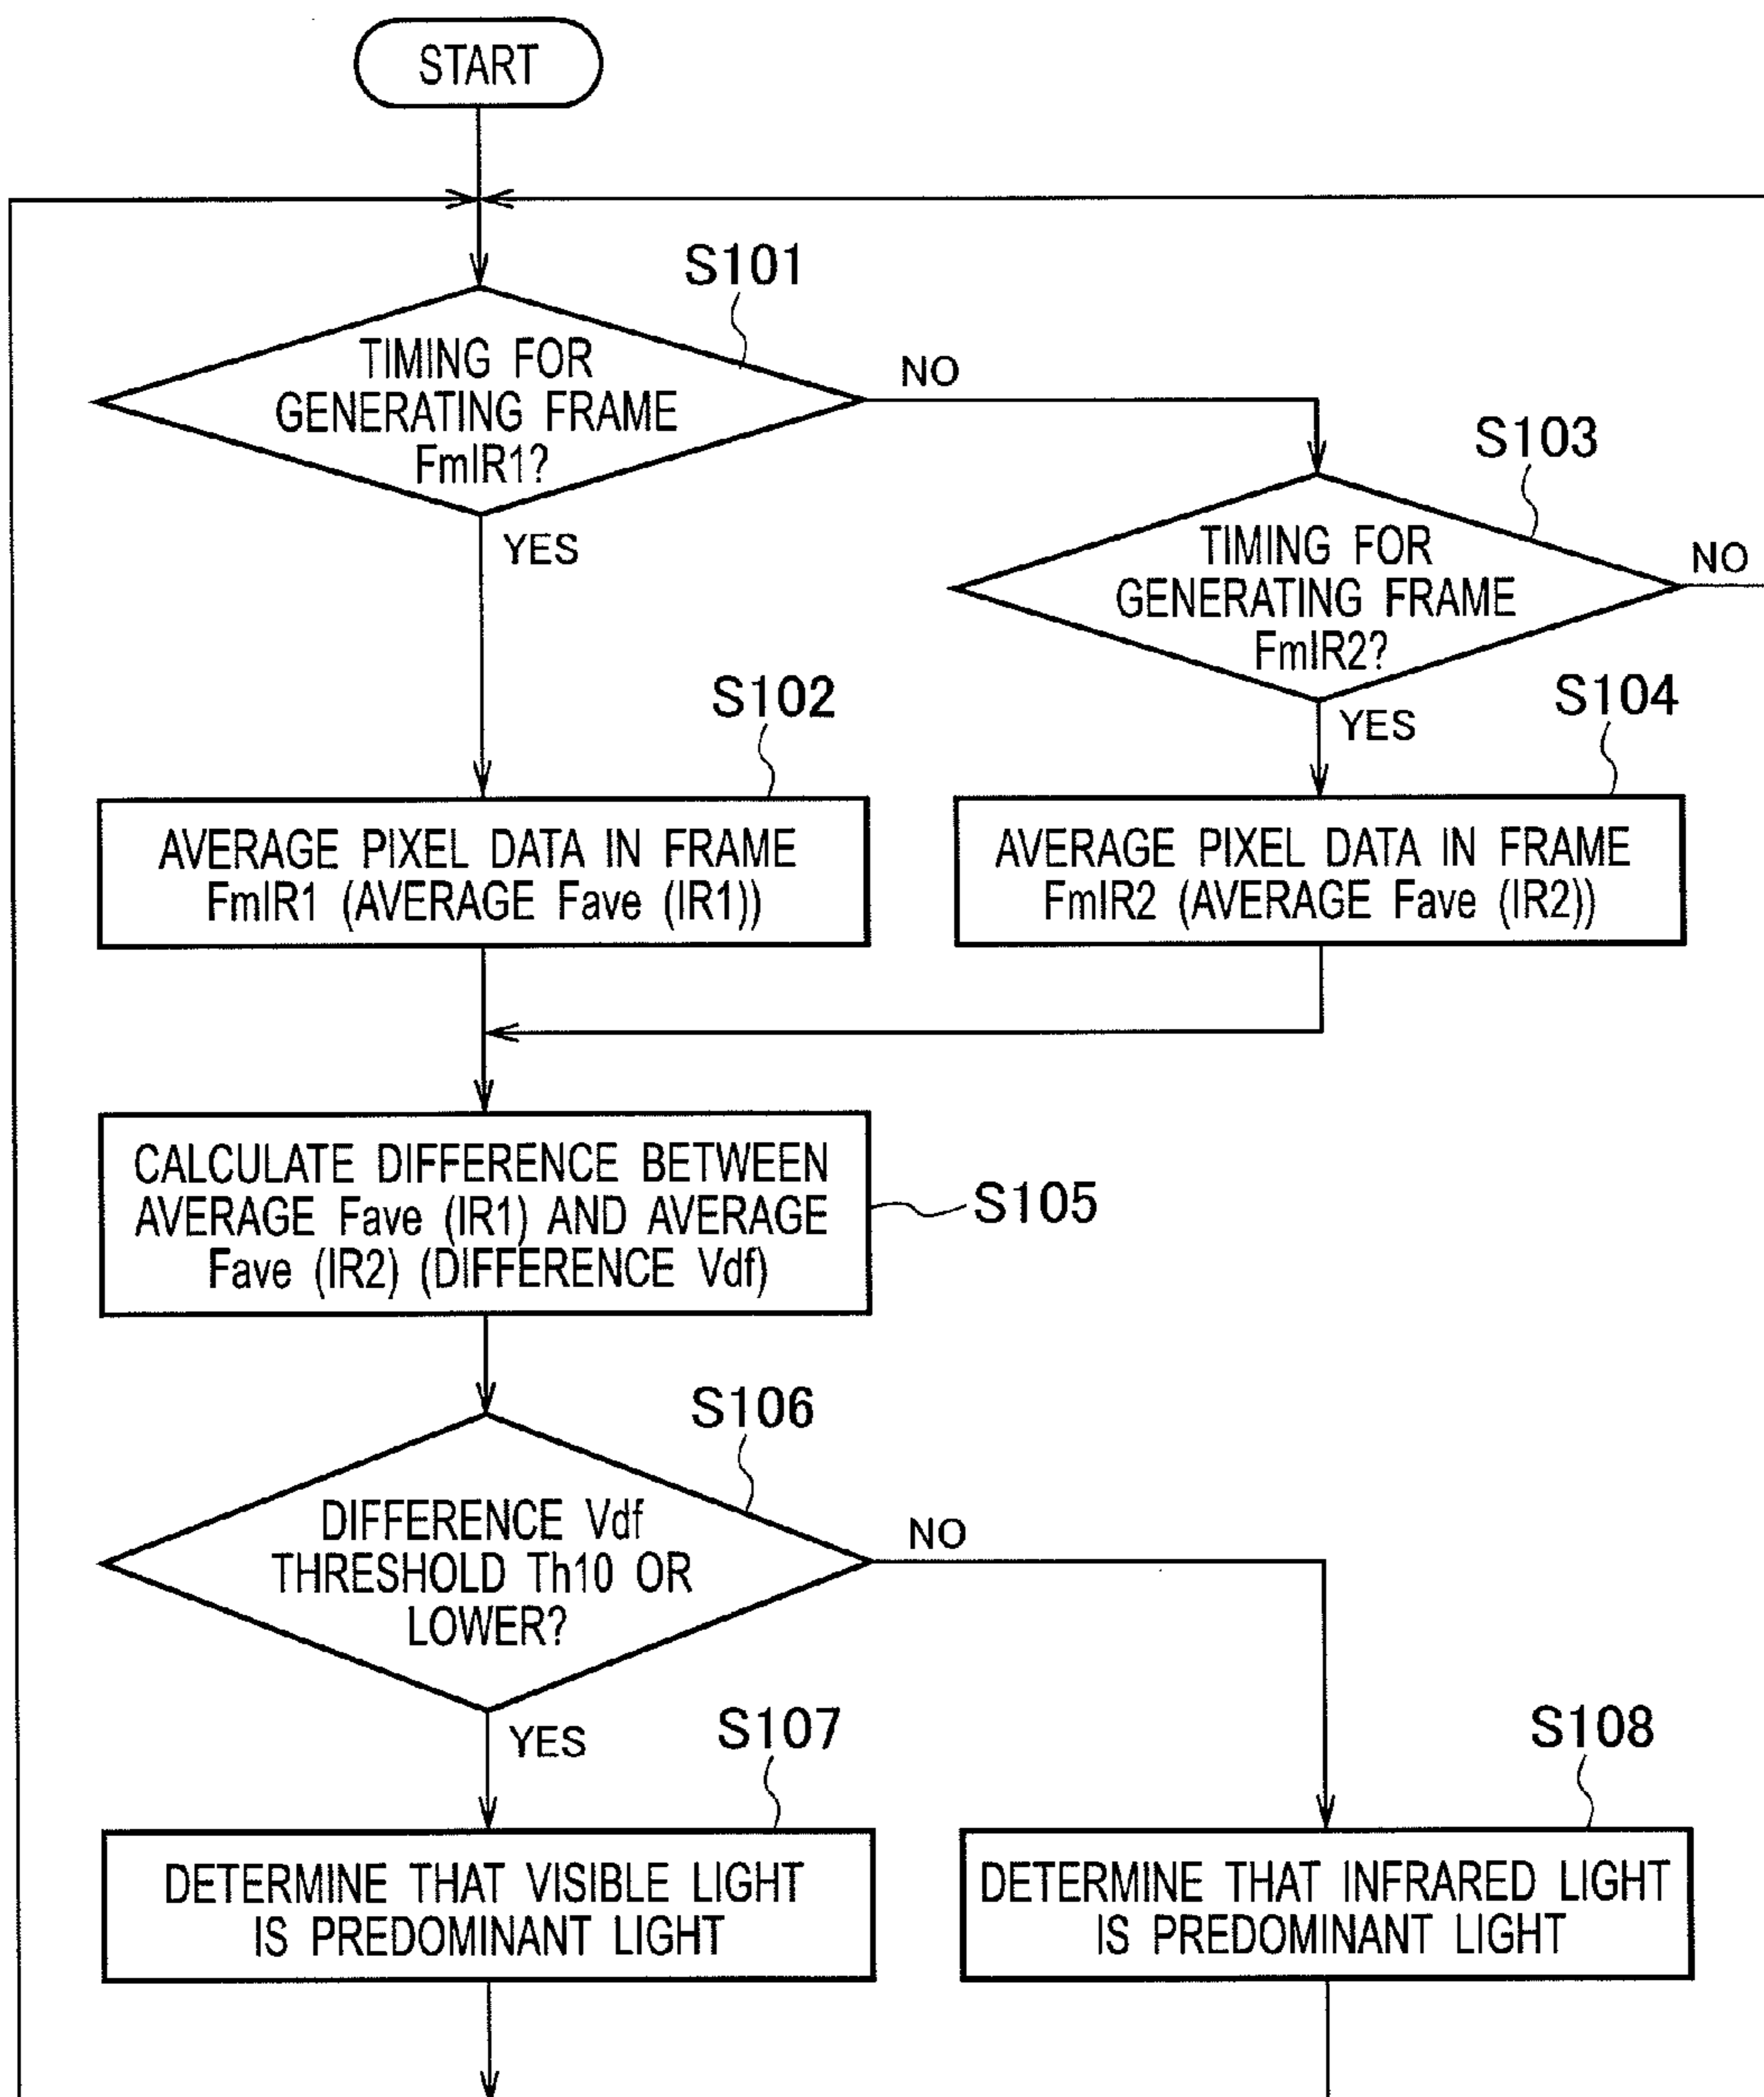 START
S101
TIMING FOR
GENERATING FRAME
FmIR1?
NO
YES
S103
TIMING FOR
GENERATING FRAME
FmIR2?
NO
YES
S102
AVERAGE PIXEL DATA IN FRAME
FmIR1 (AVERAGE Fave (IR1))
S104
AVERAGE PIXEL DATA IN FRAME
FmIR2 (AVERAGE Fave (IR2))
CALCULATE DIFFERENCE BETWEEN
AVERAGE Fave (IR1) AND AVERAGE
Fave (IR2) (DIFFERENCE Vdf)
S105
S106
DIFFERENCE Vdf
THRESHOLD Th10 OR
LOWER?
NO
YES
S107
DETERMINE THAT VISIBLE LIGHT
IS PREDOMINANT LIGHT
S108
DETERMINE THAT INFRARED LIGHT
IS PREDOMINANT LIGHT